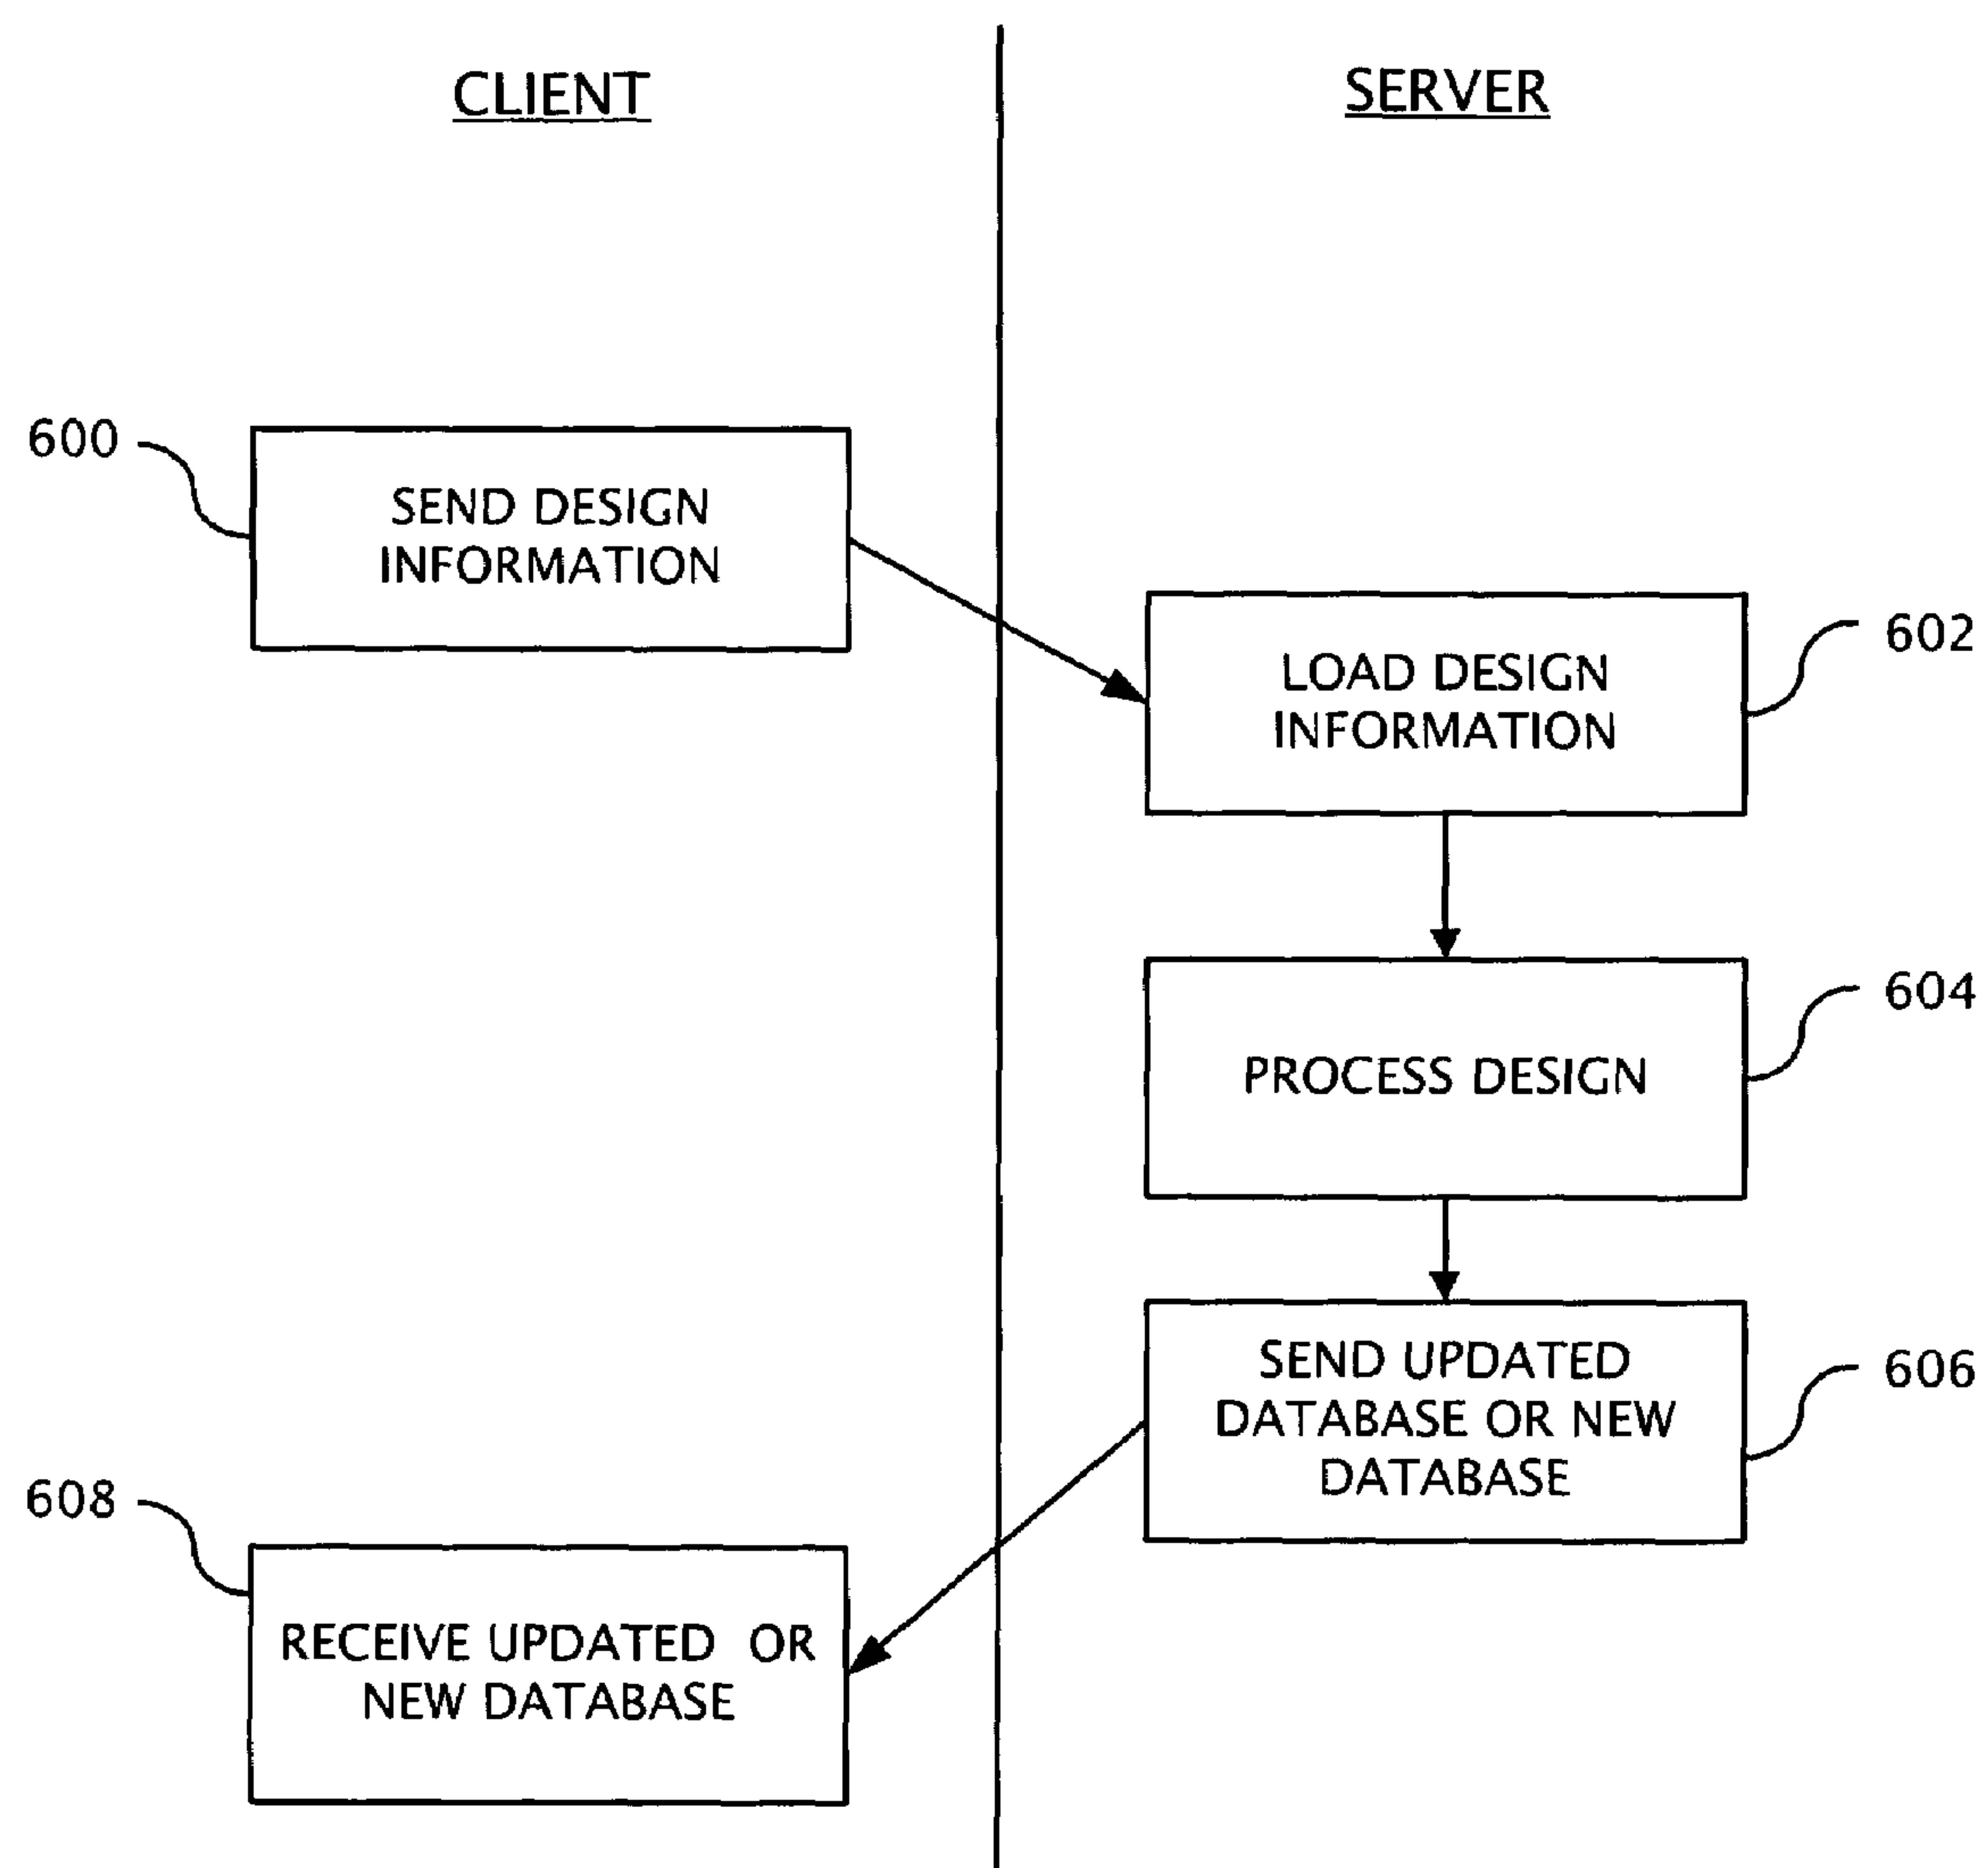 CLIENT
SERVER
600
SEND DESIGN
INFORMATION
602
LOAD DESIGN
INFORMATION
604
PROCESS DESIGN
606
SEND UPDATED
DATABASE OR NEW
DATABASE
608
RECEIVE UPDATED OR
NEW DATABASE